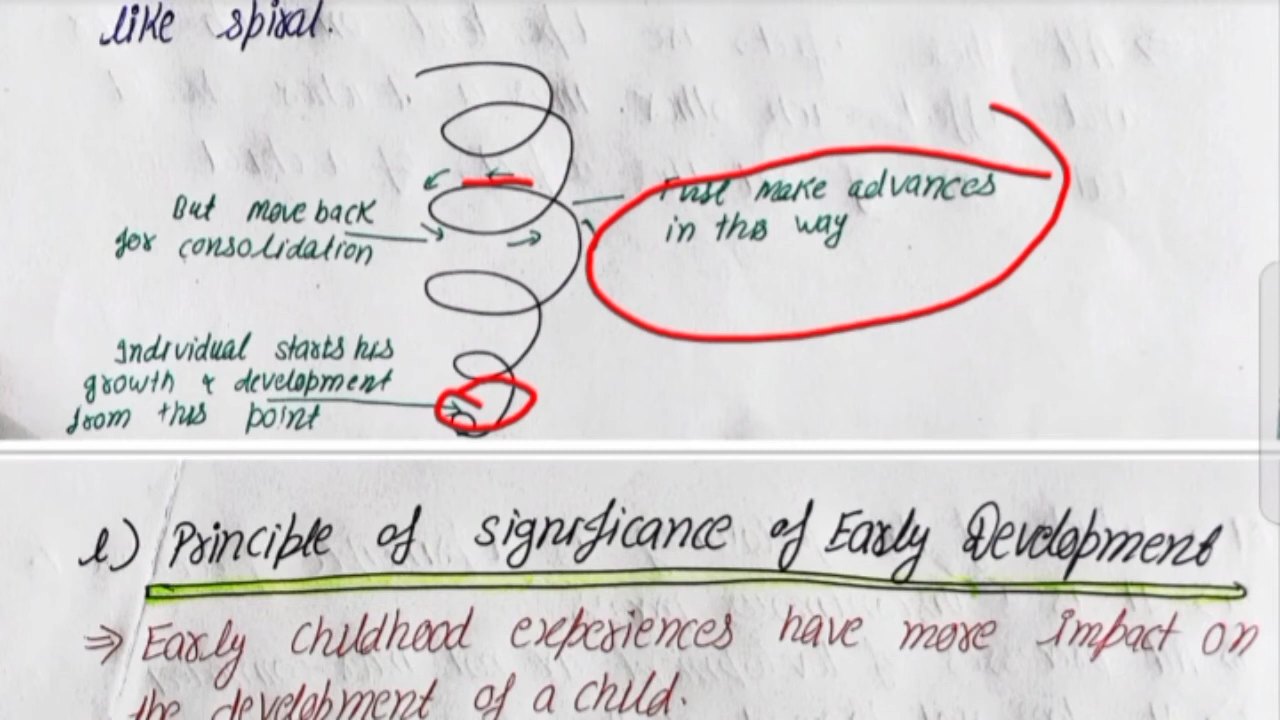 like spiral.
But move back
for consolidation
First make advances
in this way
Individual starts his
growth & development
from this point
l) Principle of significance of Early Development
⇒ Early childhood experiences have more impact on
the development of a child.